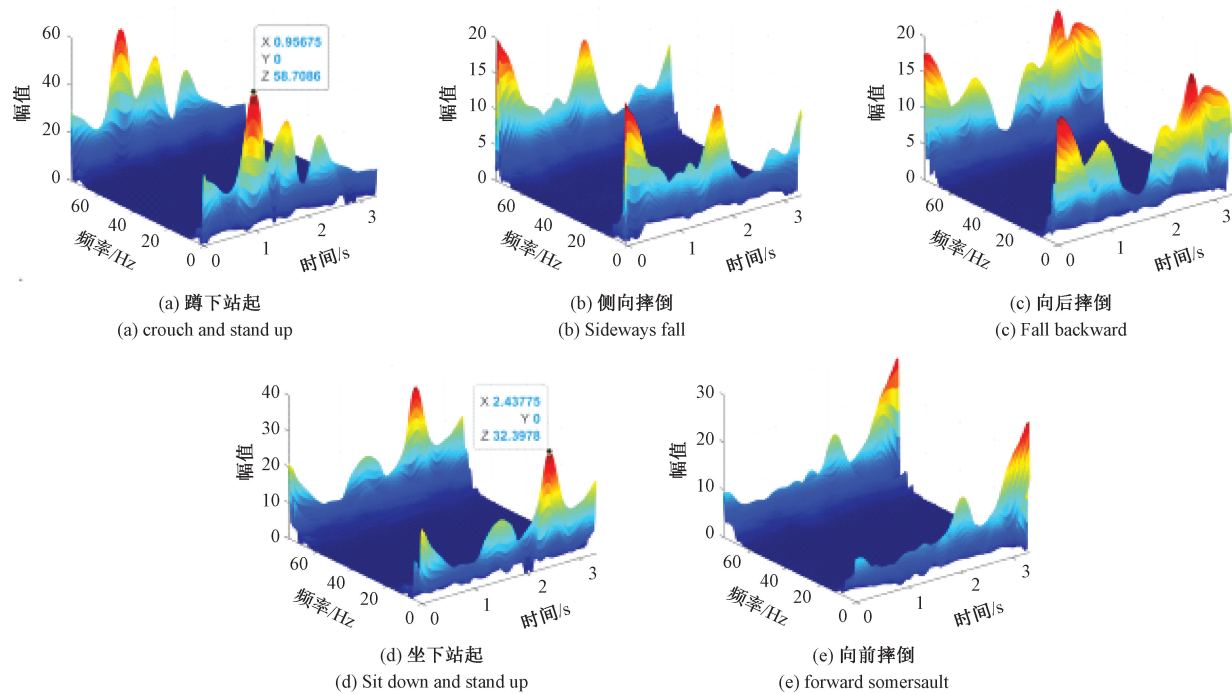 60
40
20
0
幅值
60
40
20
0
频率/Hz
0
1
2
3
时间/s
X 0.95675
Y 0
Z 58.7086
(a) 蹲下站起
(a) crouch and stand up
20
15
10
5
0
幅值
60
40
20
0
频率/Hz
0
1
2
3
时间/s
(b) 侧向摔倒
(b) Sideways fall
20
15
10
5
0
幅值
60
40
20
0
频率/Hz
0
1
2
3
时间/s
(c) 向后摔倒
(c) Fall backward
40
30
20
10
0
幅值
60
40
20
0
频率/Hz
0
1
2
3
时间/s
X 2.43775
Y 0
Z 32.3978
(d) 坐下站起
(d) Sit down and stand up
30
20
10
0
幅值
60
40
20
0
频率/Hz
0
1
2
3
时间/s
(e) 向前摔倒
(e) forward somersault